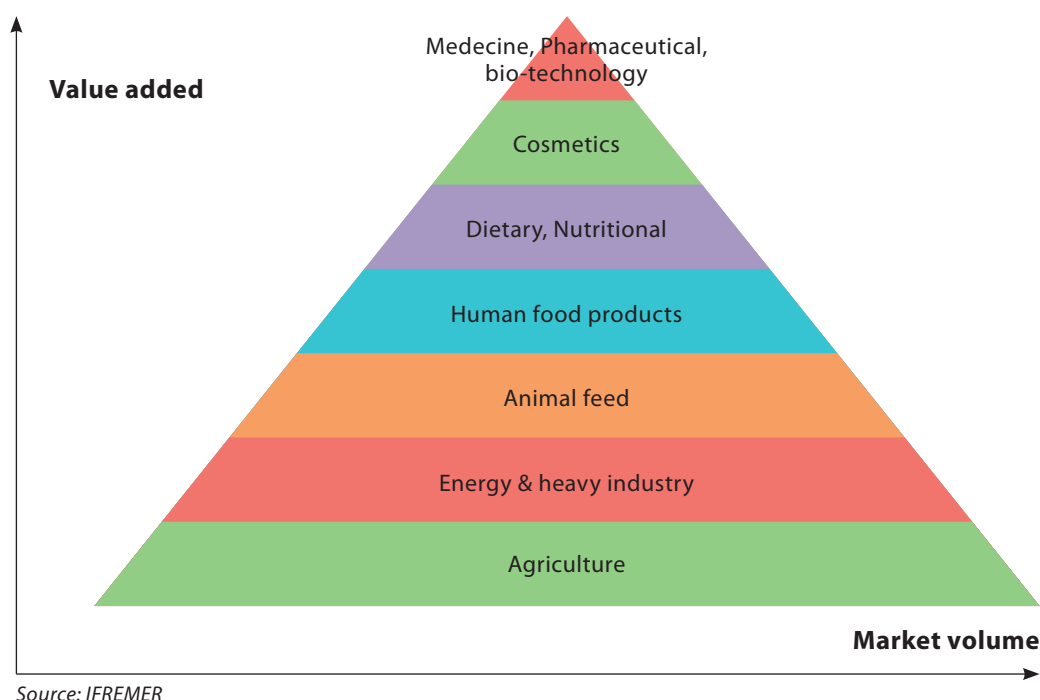 Medecine, Pharmaceutical,
bio-technology
Value added
Cosmetics
Dietary, Nutritional
Human food products
Animal feed
Energy & heavy industry
Agriculture
Market volume
Source: IFREMER